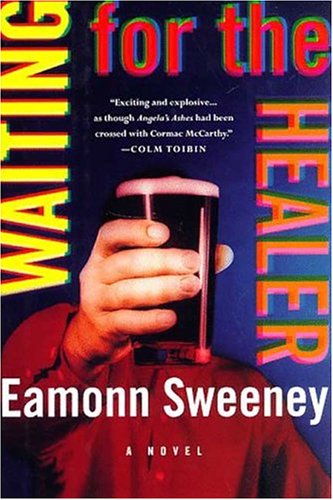 WAITING
for the
HEALER
“Exciting and explosive...
as though Angela's Ashes had been
crossed with Cormac McCarthy.”
—COLM TOIBIN
Eamonn Sweeney
A NOVEL